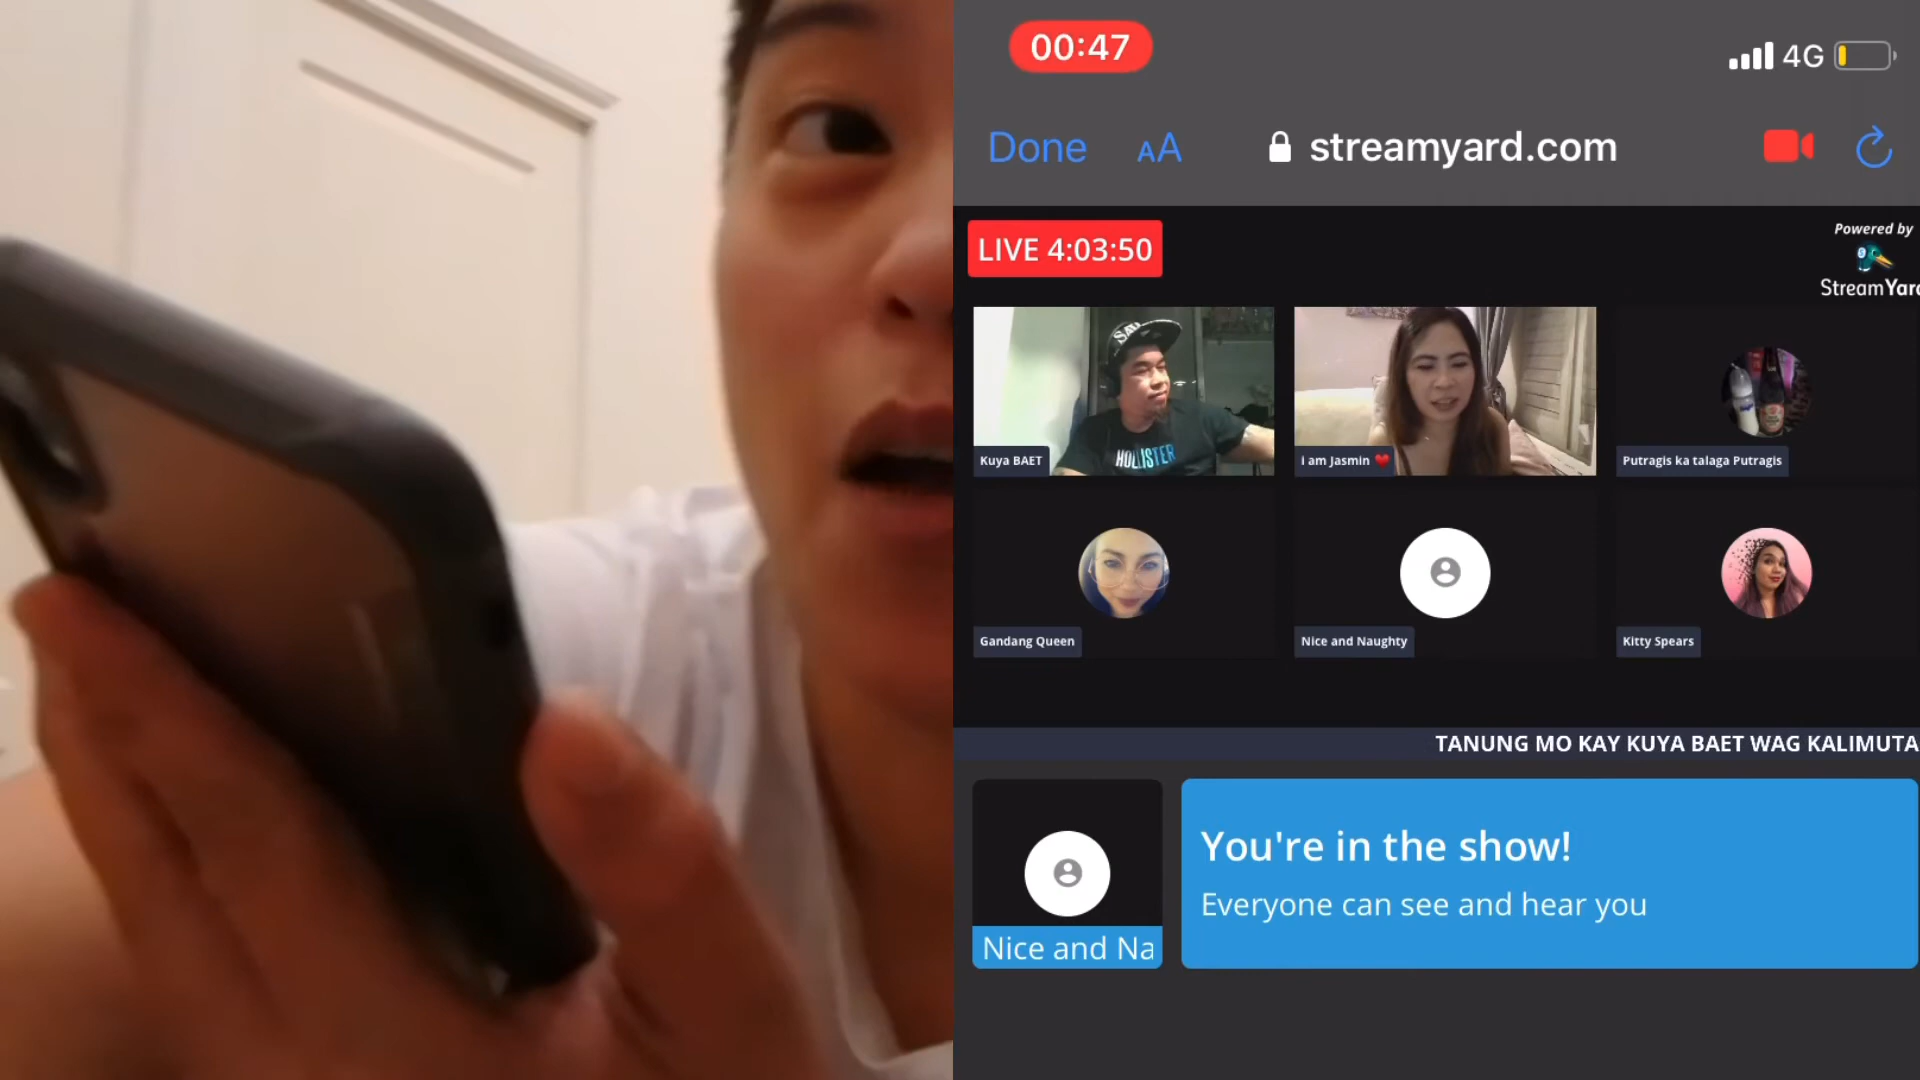 00:47
4G
Done
AA
streamyard.com
LIVE 4:03:50
Powered by
StreamYard
SAD
HOLLISTER
Kuya BAET
i am Jasmin ❤️
Putragis ka talaga Putragis
Gandang Queen
Nice and Naughty
Kitty Spears
TANUNG MO KAY KUYA BAET WAG KALIMUTA
You're in the show!
Everyone can see and hear you
Nice and Na